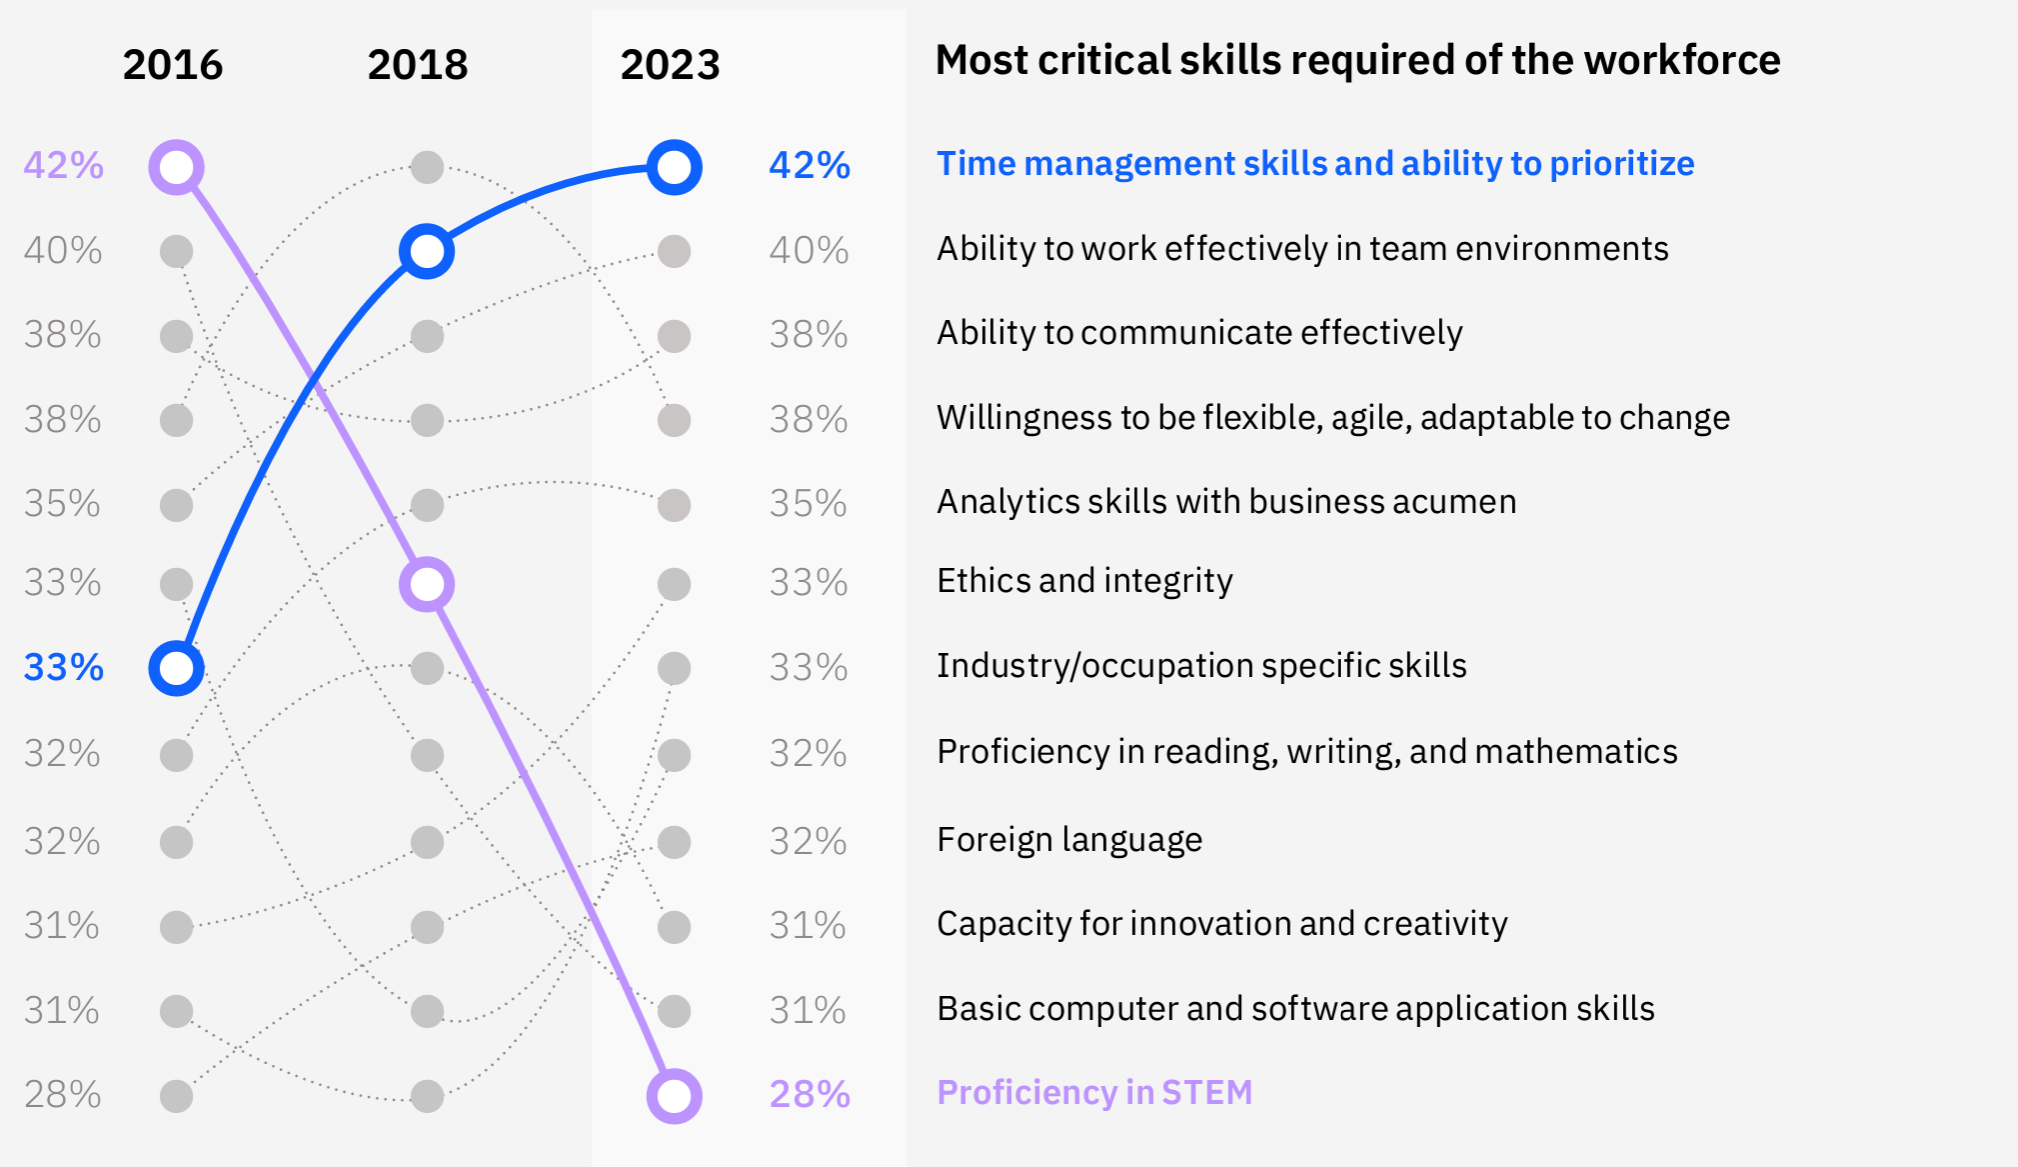 2016 2018 2023 Most critical skills required of the workforce
42% 42% Time management skills and ability to prioritize
40% 40% Ability to work effectively in team environments
38% 38% Ability to communicate effectively
38% 38% Willingness to be flexible, agile, adaptable to change
35% 35% Analytics skills with business acumen
33% 33% Ethics and integrity
33% 33% Industry/occupation specific skills
32% 32% Proficiency in reading, writing, and mathematics
32% 32% Foreign language
31% 31% Capacity for innovation and creativity
31% 31% Basic computer and software application skills
28% 28% Proficiency in STEM